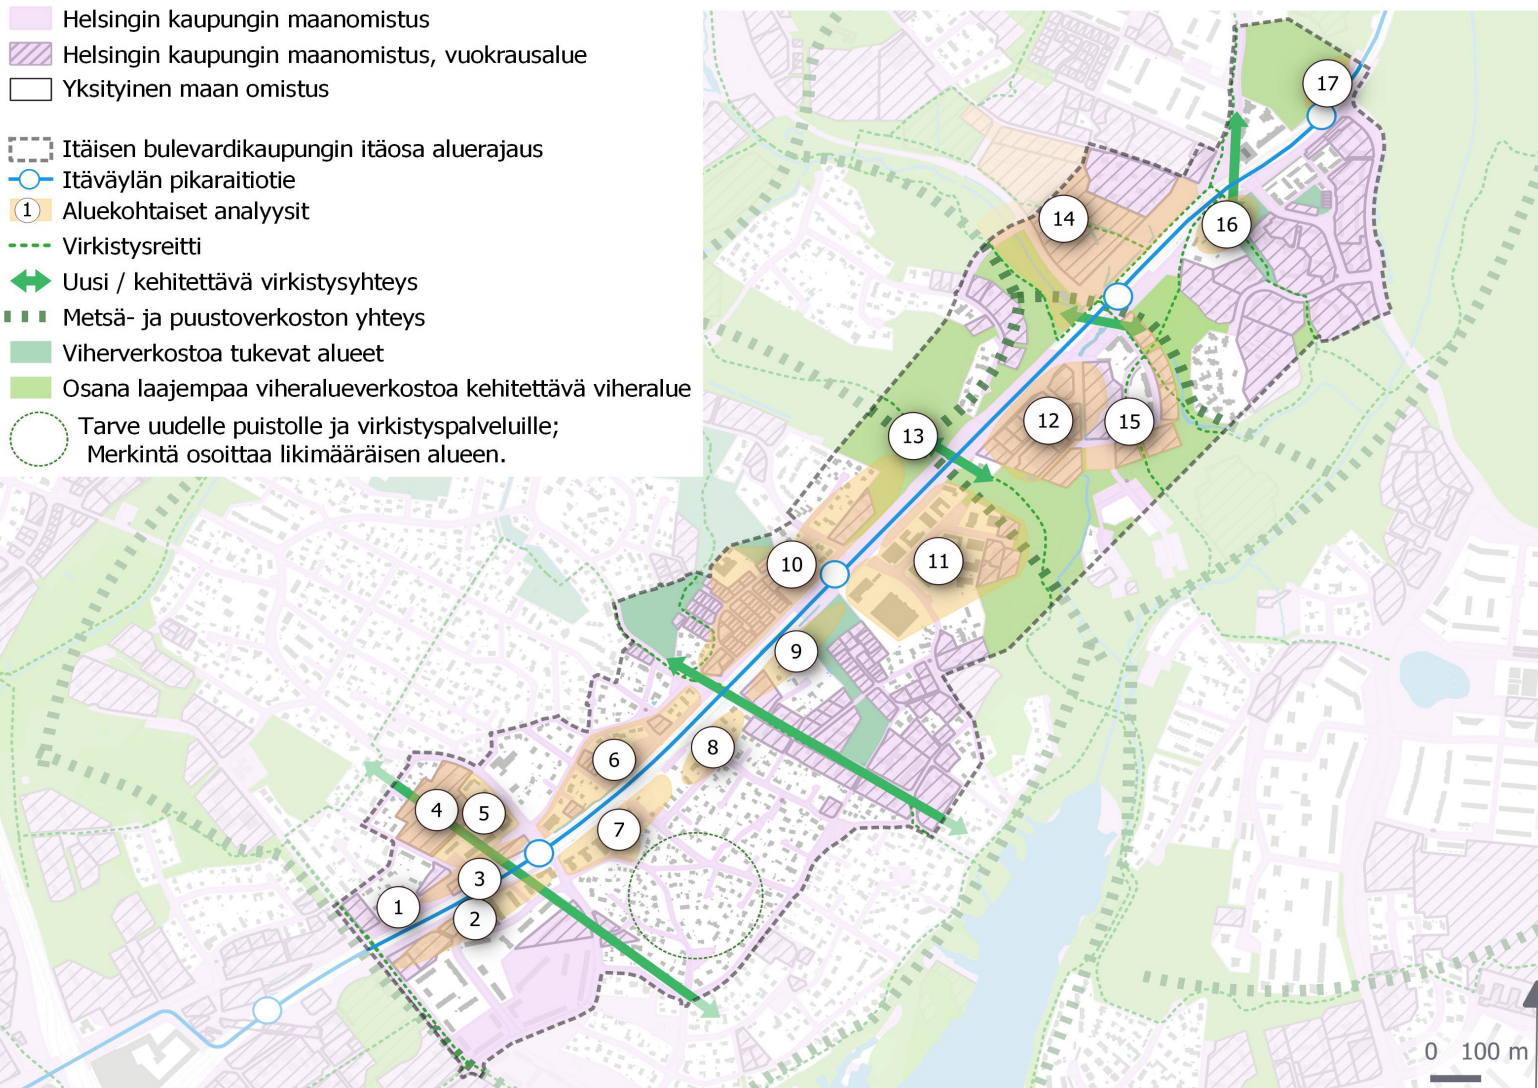 Helsingin kaupungin maanomistus
Helsingin kaupungin maanomistus, vuokrausalue
Yksityinen maan omistus
Itäisen bulevardikaupungin itäosa aluerajaus
Itäväylän pikaraitiotie
1 Aluekohtaiset analyysit
Virkistysreitti
Uusi / kehitettävä virkistysyhteys
Metsä- ja puustoverkoston yhteys
Viherverkostoa tukevat alueet
Osana laajempaa viheralueverkostoa kehitettävä viheralue
Tarve uudelle puistolle ja virkistyspalveluille;
Merkintä osoittaa likimääräisen alueen.
17
14
16
12
15
13
10
11
9
8
6
4
5
7
3
1
2
0 100 m